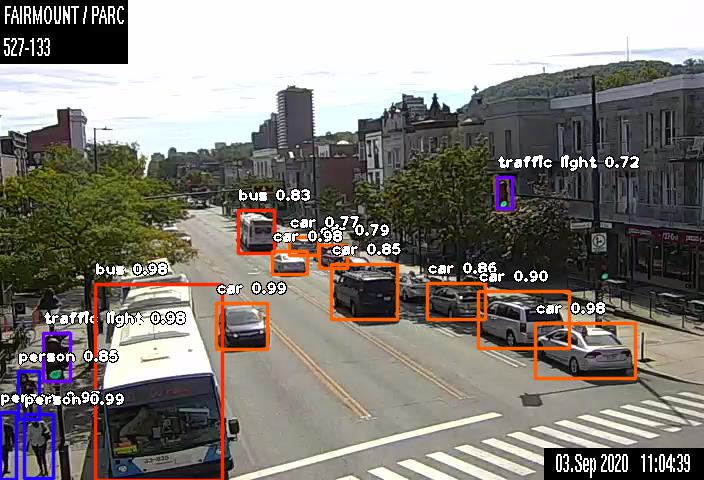 FAIRMOUNT / PARC
527-133
traffic light 0.72
bus 0.83
car 0.77
0.79
car 0.98
car 0.85
bus 0.98
car 0.86
car 0.90
car 0.99
car 0.98
traffic light 0.98
person 0.85
person 0.99
03.Sep 2020 11:04:39